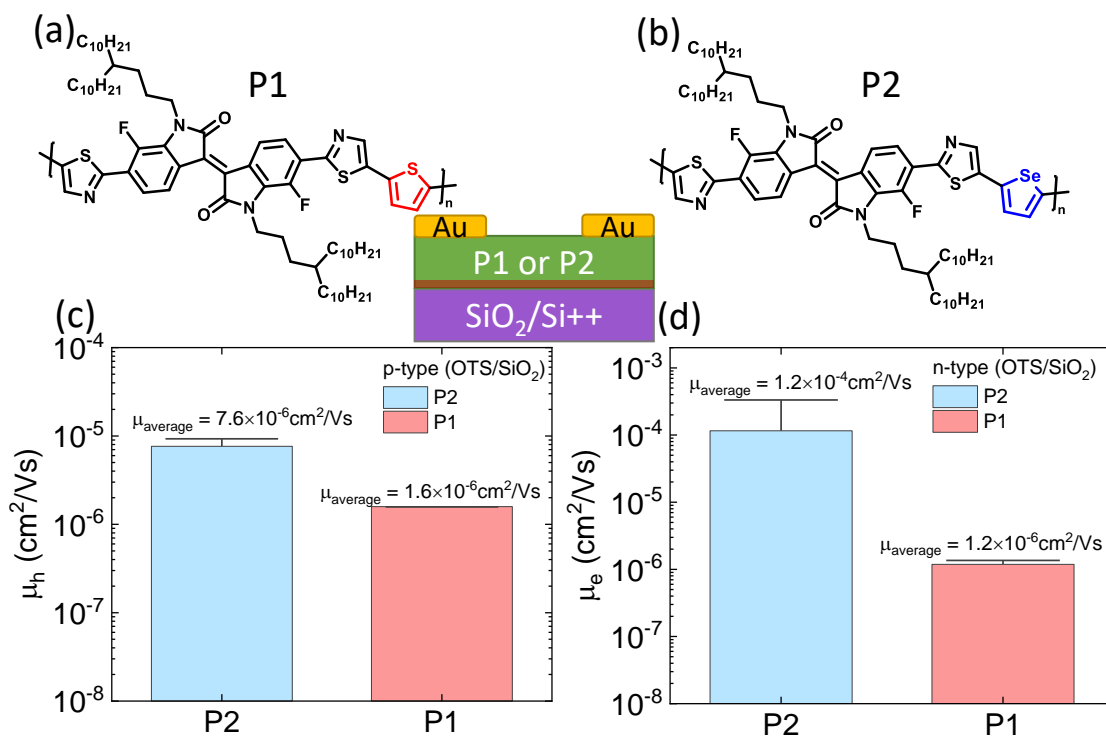 (a)
P1
C10H21
C10H21
N
O
F
S
N
N
S
S
O
N
F
n
C10H21
C10H21
(b)
P2
C10H21
C10H21
N
O
F
S
N
N
S
Se
O
N
F
n
C10H21
C10H21
Au
Au
P1 or P2
SiO2/Si++
(c)
p-type (OTS/SiO2)
P2
P1
μaverage = 7.6×10-6cm2/Vs
μaverage = 1.6×10-6cm2/Vs
10-4
10-5
10-6
10-7
10-8
μh (cm2/Vs)
P2
P1
(d)
n-type (OTS/SiO2)
P2
P1
μaverage = 1.2×10-4cm2/Vs
μaverage = 1.2×10-6cm2/Vs
10-3
10-4
10-5
10-6
10-7
10-8
μe (cm2/Vs)
P2
P1